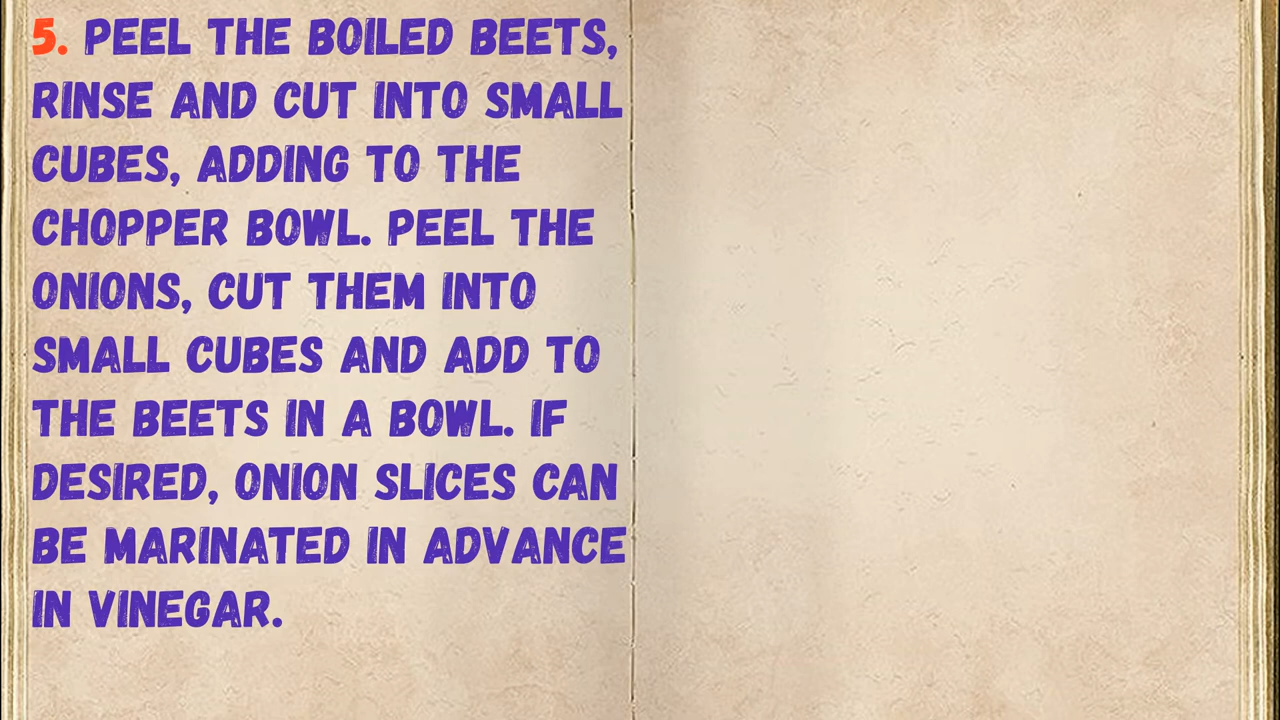 5. PEEL THE BOILED BEETS,
RINSE AND CUT INTO SMALL
CUBES, ADDING TO THE
CHOPPER BOWL. PEEL THE
ONIONS, CUT THEM INTO
SMALL CUBES AND ADD TO
THE BEETS IN A BOWL. IF
DESIRED, ONION SLICES CAN
BE MARINATED IN ADVANCE
IN VINEGAR.